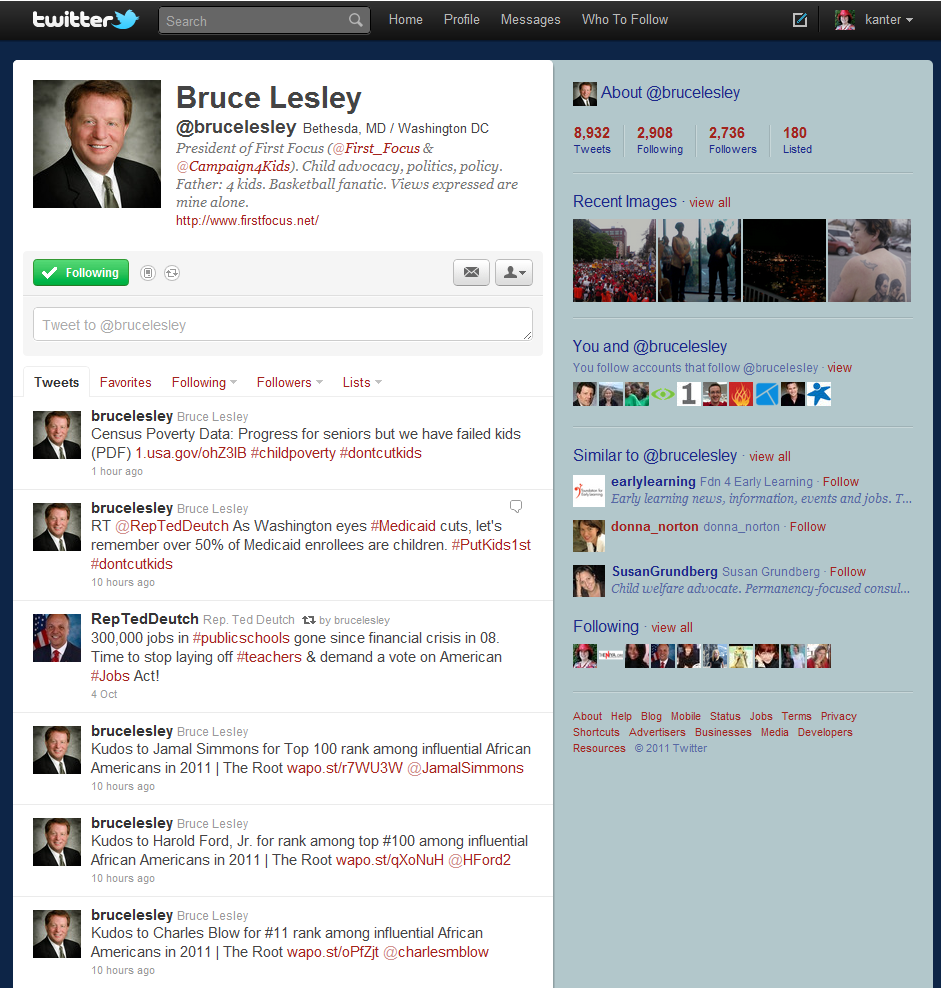 twitter
Search
Home Profile Messages Who To Follow
kanter
Bruce Lesley
@brucelesley Bethesda, MD / Washington DC
President of First Focus (@First_Focus &
@Campaign4Kids). Child advocacy, politics, policy.
Father: 4 kids. Basketball fanatic. Views expressed are
mine alone.
http://www.firstfocus.net/
Following
Tweet to @brucelesley
Tweets Favorites Following Followers Lists
brucelesley Bruce Lesley
Census Poverty Data: Progress for seniors but we have failed kids
(PDF) 1.usa.gov/ohZ3lB #childpoverty #dontcutkids
1 hour ago
brucelesley Bruce Lesley
RT @RepTedDeutch As Washington eyes #Medicaid cuts, let's
remember over 50% of Medicaid enrollees are children. #PutKids1st
#dontcutkids
10 hours ago
RepTedDeutch Rep. Ted Deutch by brucelesley
300,000 jobs in #publicschools gone since financial crisis in 08.
Time to stop laying off #teachers & demand a vote on American
#Jobs Act!
4 Oct
brucelesley Bruce Lesley
Kudos to Jamal Simmons for Top 100 rank among influential African
Americans in 2011 | The Root wapo.st/r7WU3W @JamalSimmons
10 hours ago
brucelesley Bruce Lesley
Kudos to Harold Ford, Jr. for rank among top #100 among influential
African Americans in 2011 | The Root wapo.st/qXoNuH @HFord2
10 hours ago
brucelesley Bruce Lesley
Kudos to Charles Blow for #11 rank among influential African
Americans in 2011 | The Root wapo.st/oPfZjt @charlesmblow
10 hours ago
About @brucelesley
8,932 2,908 2,736 180
Tweets Following Followers Listed
Recent Images · view all
You and @brucelesley
You follow accounts that follow @brucelesley · view
1
Similar to @brucelesley · view all
earlylearning Fdn 4 Early Learning · Follow
Early learning news, information, events and jobs. T...
donna_norton donna_norton · Follow
SusanGrundberg Susan Grundberg · Follow
Child welfare advocate. Permanency-focused consul...
Following · view all
About Help Blog Mobile Status Jobs Terms Privacy
Shortcuts Advertisers Businesses Media Developers
Resources © 2011 Twitter